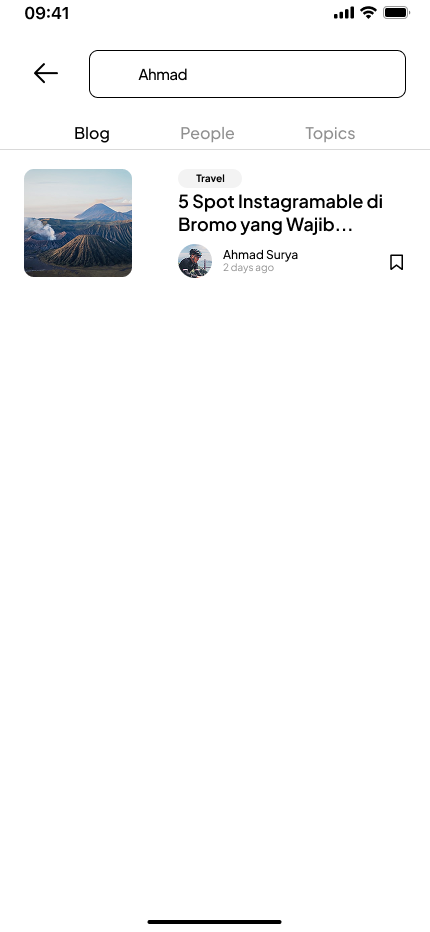 09:41
Ahmad
Blog People Topics
Travel
5 Spot Instagramable di
Bromo yang Wajib...
Ahmad Surya
2 days ago